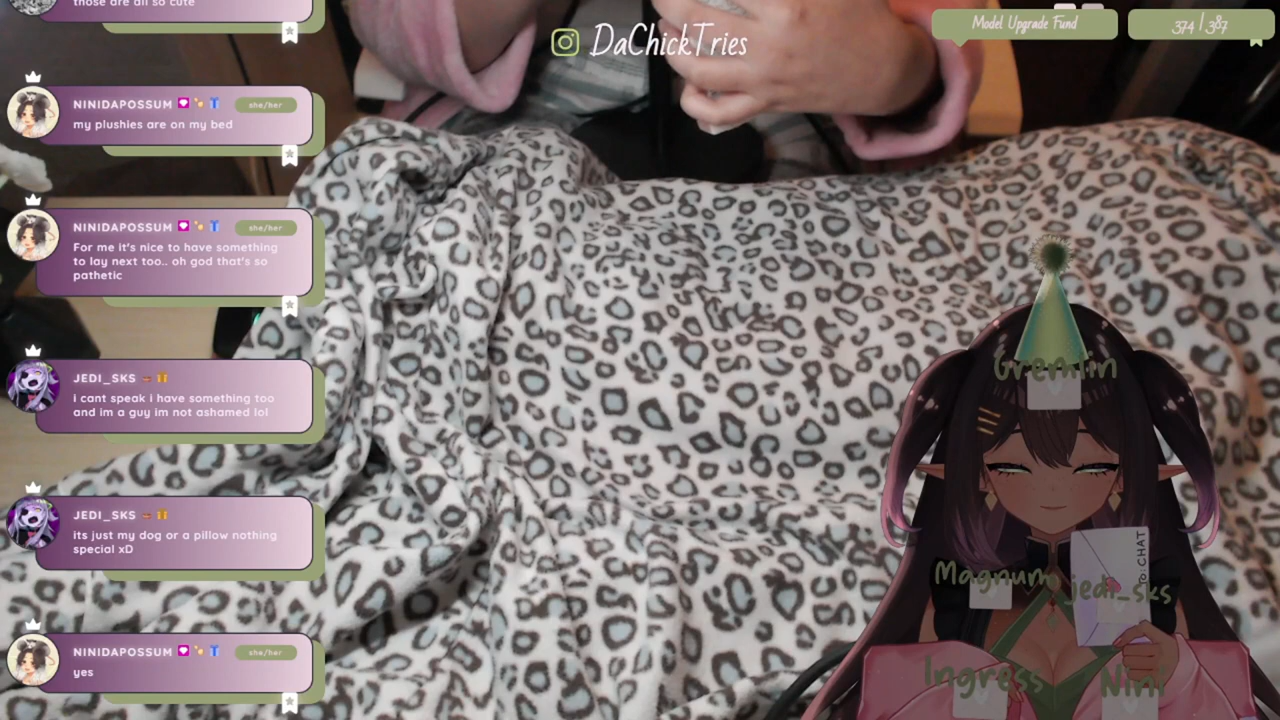 those are all so cute
NINIDAPOSSUM she/her
my plushies are on my bed
NINIDAPOSSUM she/her
For me it's nice to have something
to lay next too.. oh god that's so
pathetic
JEDI_SKS
i cant speak i have something too
and im a guy im not ashamed lol
JEDI_SKS
its just my dog or a pillow nothing
special xD
NINIDAPOSSUM she/her
yes
DaChickTries
Model Upgrade Fund
374 | 387
Gremlin
To: CHAT
Magnum
jedi_sks
Ingress
Nini